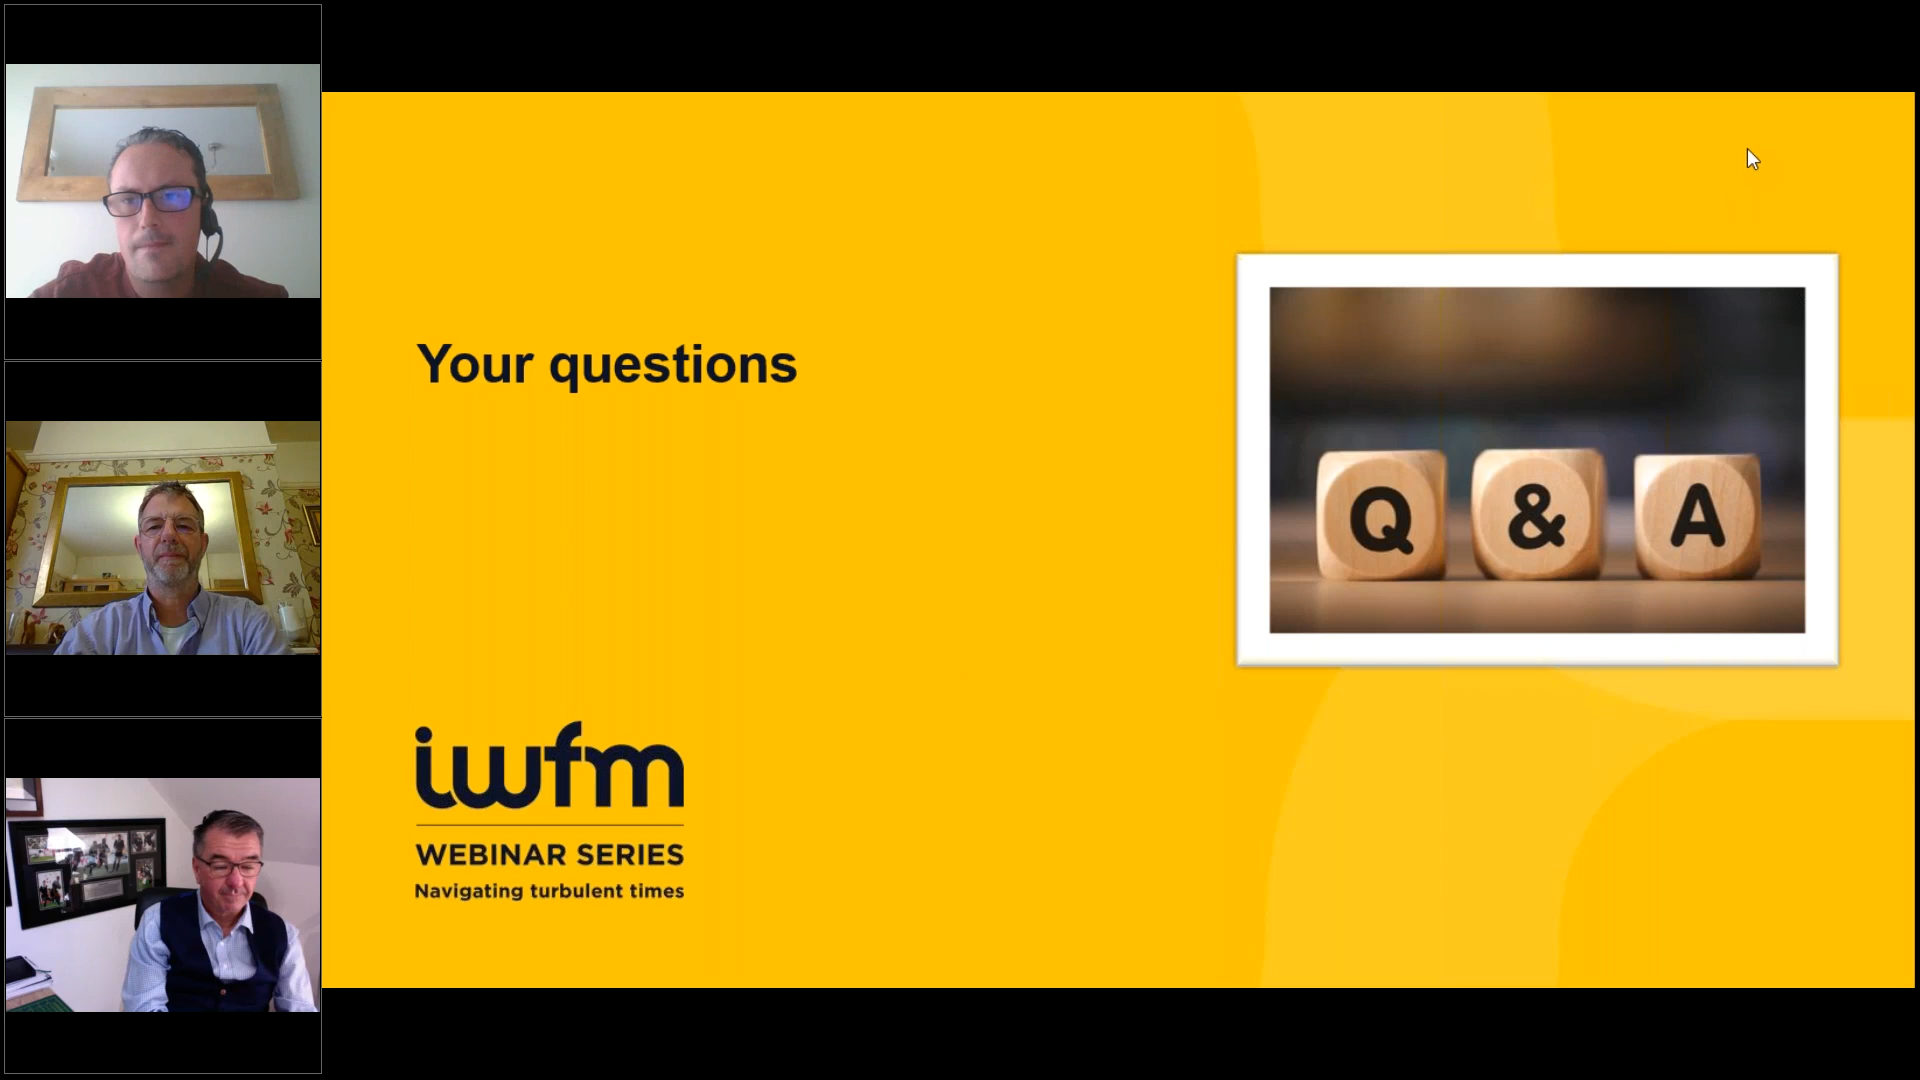 Your questions
Q & A
iwfm
WEBINAR SERIES
Navigating turbulent times